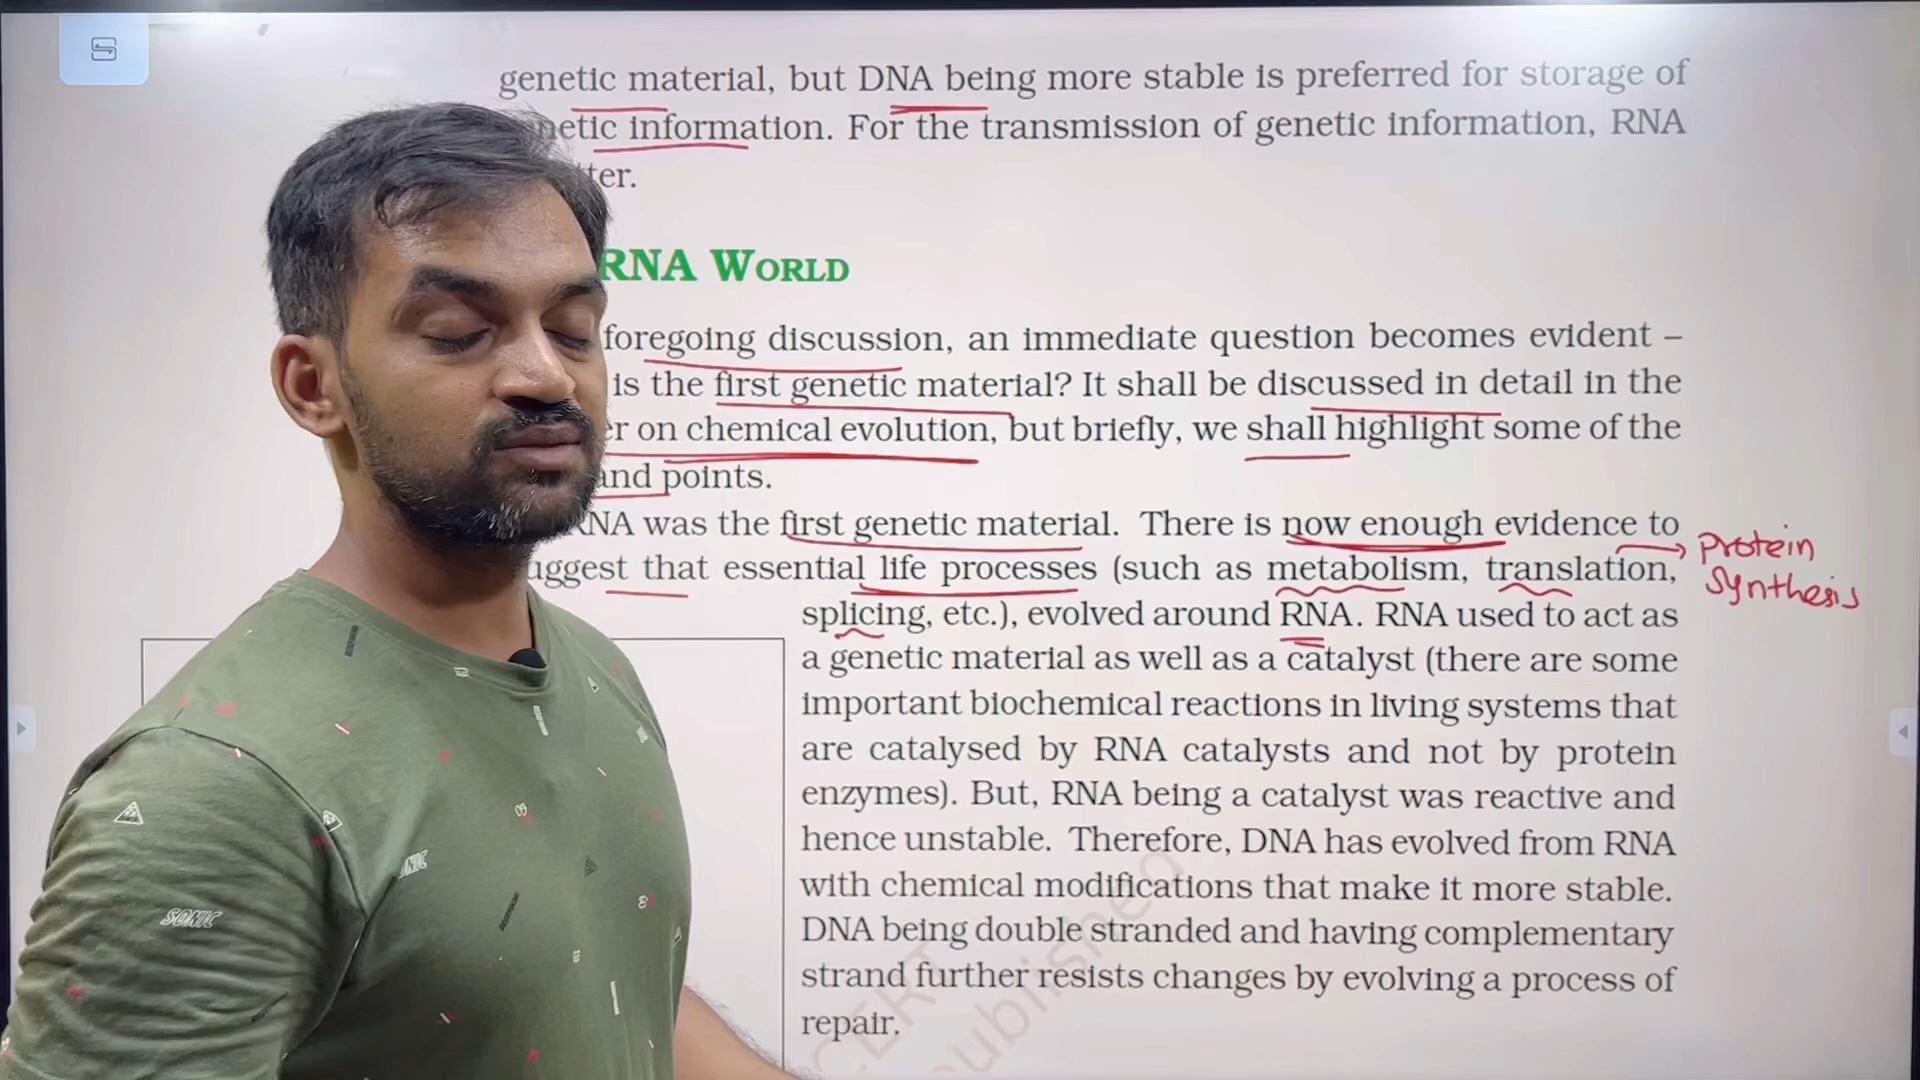 genetic material, but DNA being more stable is preferred for storage of
netic information. For the transmission of genetic information, RNA
ter.
RNA WORLD
foregoing discussion, an immediate question becomes evident –
is the first genetic material? It shall be discussed in detail in the
er on chemical evolution, but briefly, we shall highlight some of the
and points.
RNA was the first genetic material. There is now enough evidence to
uggest that essential life processes (such as metabolism, translation,
Protein
Synthesis
splicing, etc.), evolved around RNA. RNA used to act as
a genetic material as well as a catalyst (there are some
important biochemical reactions in living systems that
are catalysed by RNA catalysts and not by protein
enzymes). But, RNA being a catalyst was reactive and
hence unstable. Therefore, DNA has evolved from RNA
with chemical modifications that make it more stable.
DNA being double stranded and having complementary
strand further resists changes by evolving a process of
repair.
SONIC